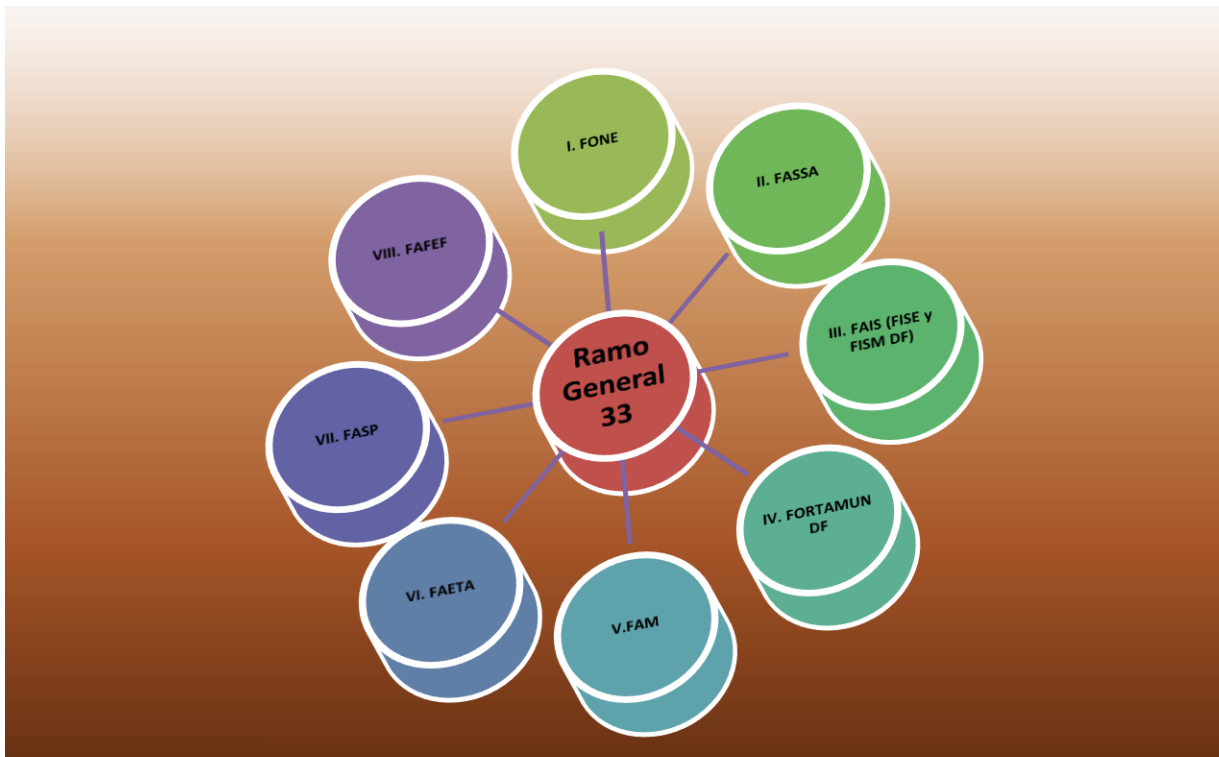 Ramo
General
33
I. FONE
II. FASSA
III. FAIS (FISE y
FISM DF)
IV. FORTAMUN
DF
V.FAM
VI. FAETA
VII. FASP
VIII. FAFEF